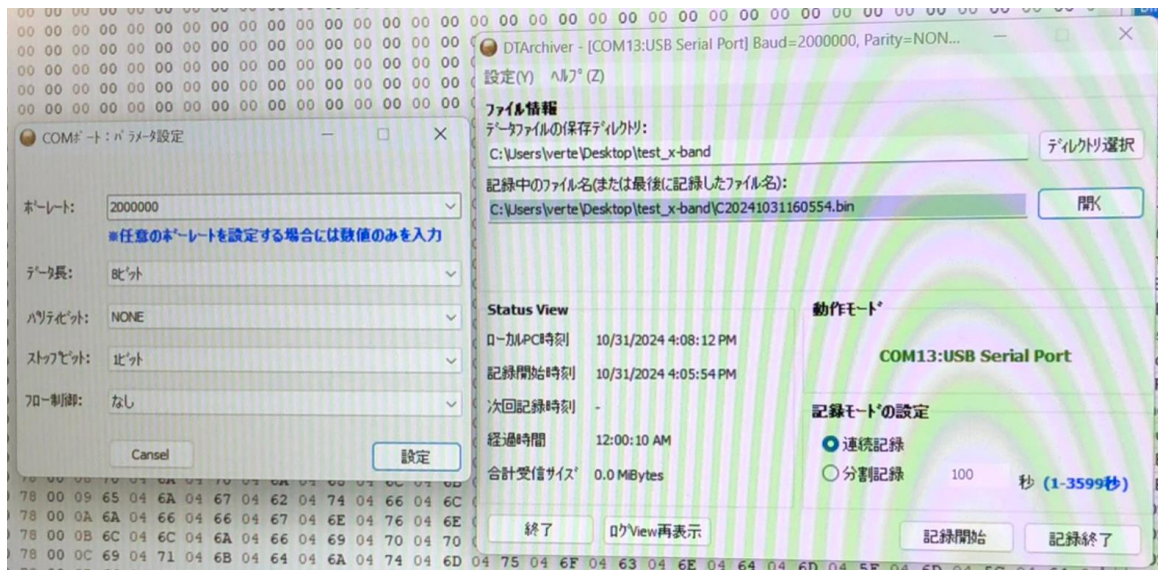 COMポート：パラメータ設定
ボーレート:
2000000
※任意のボーレートを設定する場合には数値のみを入力
データ長:
8ビット
パリティビット:
NONE
ストップビット:
1ビット
フロー制御:
なし
Cancel
設定
DTArchiver - [COM13:USB Serial Port] Baud=2000000, Parity=NON...
設定(Y) ヘルプ(Z)
ファイル情報
データファイルの保存ディレクトリ:
C:\Users\verte\Desktop\test_x-band
ディレクトリ選択
記録中のファイル名(または最後に記録したファイル名):
C:\Users\verte\Desktop\test_x-band\C20241031160554.bin
開く
Status View
ローカルPC時刻 10/31/2024 4:08:12 PM
記録開始時刻 10/31/2024 4:05:54 PM
次回記録時刻 -
経過時間 12:00:10 AM
合計受信サイズ 0.0 MiBytes
終了
ログView再表示
動作モード
COM13:USB Serial Port
記録モードの設定
連続記録
分割記録 100 秒 (1-3599秒)
記録開始
記録終了
78 00 09 65 04 6A 04 67 04 62 04 74 04 66 04 6C
78 00 0A 6A 04 66 04 66 04 67 04 6E 04 76 04 6E
78 00 0B 6C 04 6C 04 6A 04 66 04 69 04 70 04 70
78 00 0C 69 04 71 04 6B 04 64 04 6A 04 74 04 6D 04 75 04 6F 04 63 04 6E 04 64 04 6D 04 5F 04 6D 04